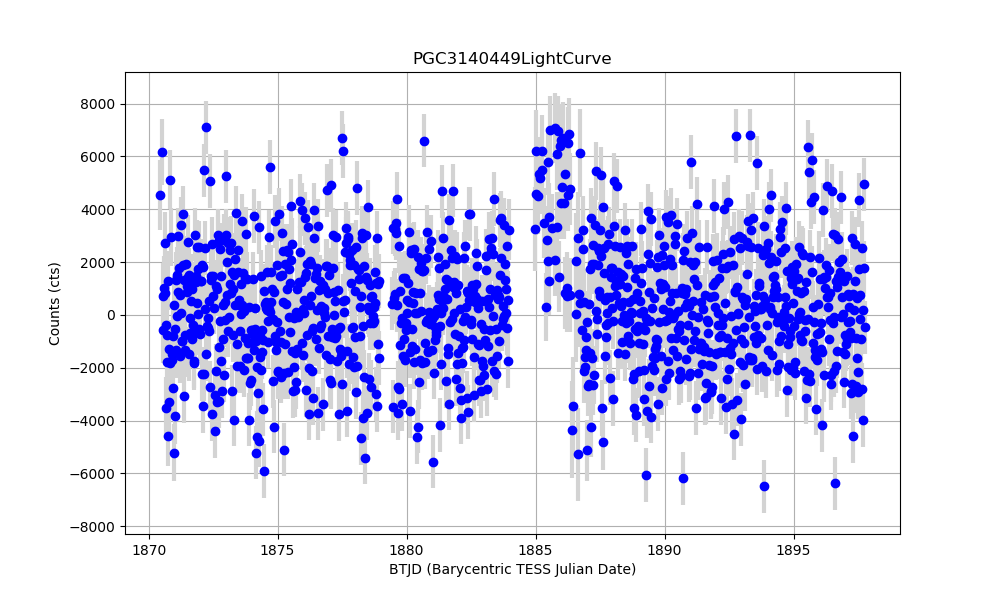 PGC3140449LightCurve
8000
6000
4000
2000
0
−2000
−4000
−6000
−8000
Counts (cts)
1870 1875 1880 1885 1890 1895
BTJD (Barycentric TESS Julian Date)